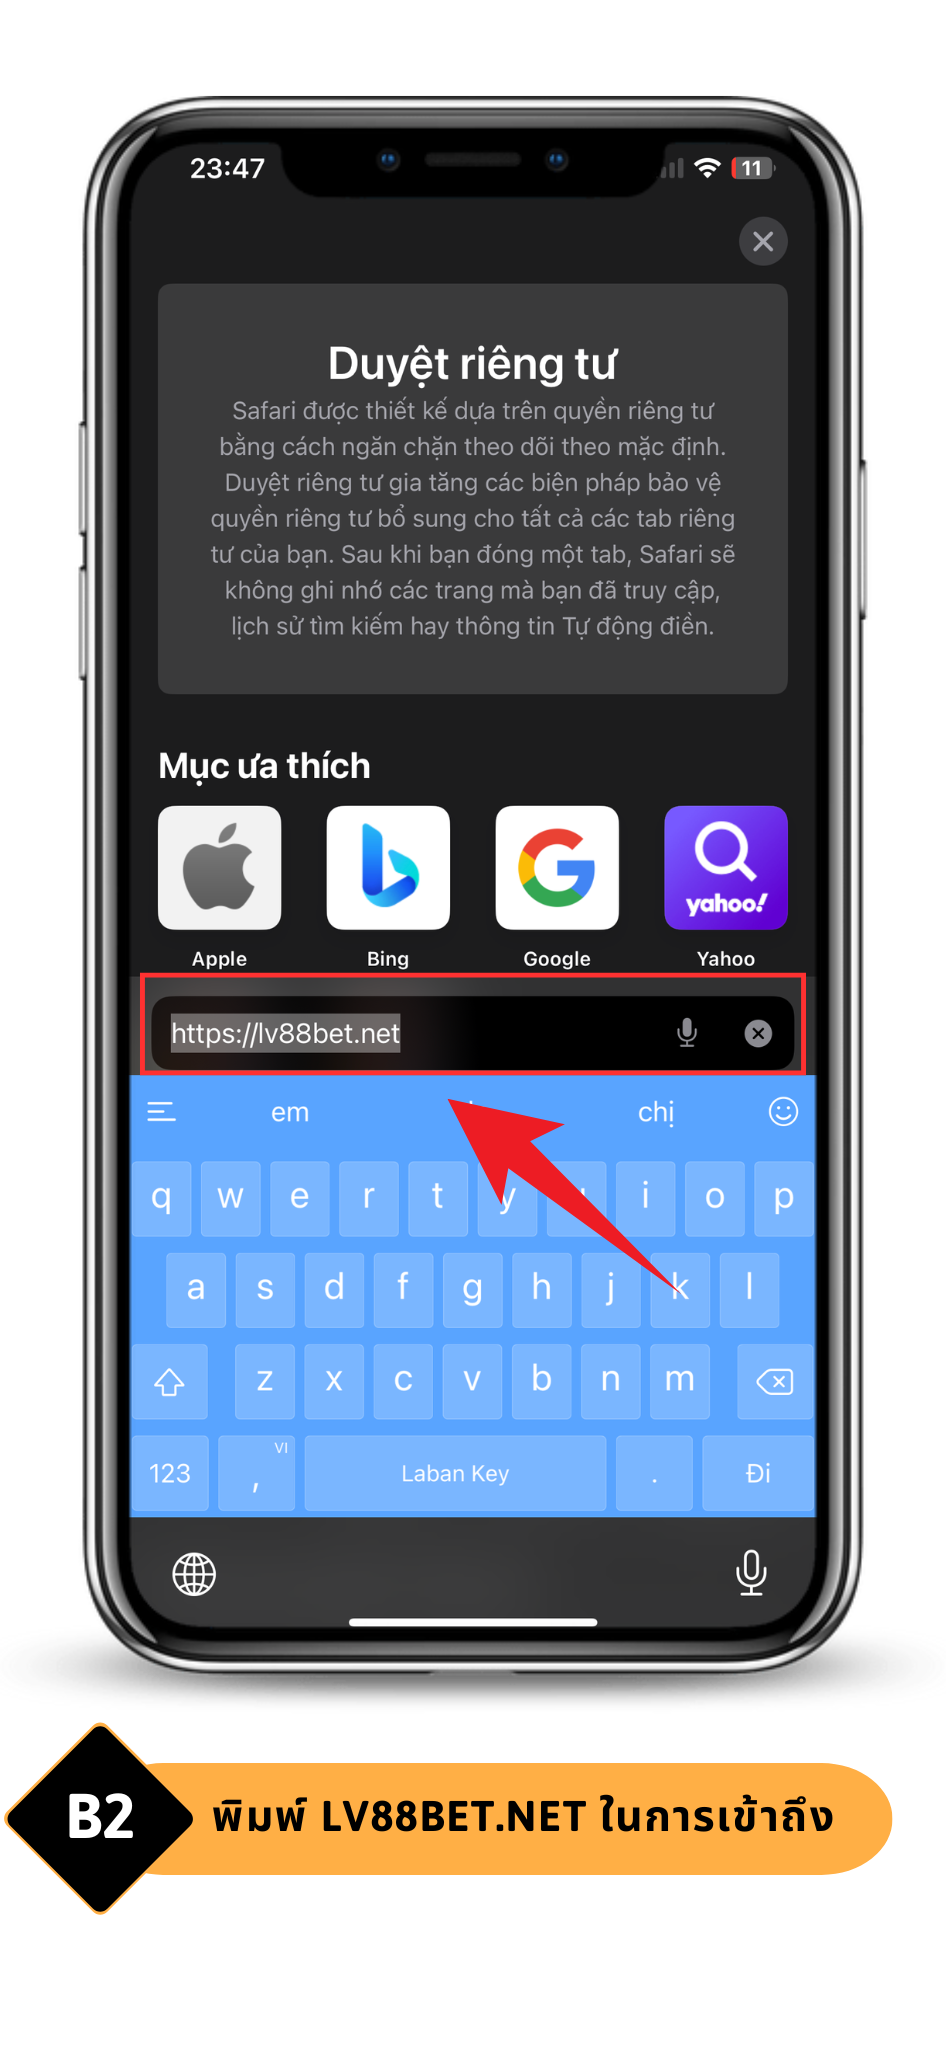 23:47
11
Duyệt riêng tư
Safari được thiết kế dựa trên quyền riêng tư
bằng cách ngăn chặn theo dõi theo mặc định.
Duyệt riêng tư gia tăng các biện pháp bảo vệ
quyền riêng tư bổ sung cho tất cả các tab riêng
tư của bạn. Sau khi bạn đóng một tab, Safari sẽ
không ghi nhớ các trang mà bạn đã truy cập,
lịch sử tìm kiếm hay thông tin Tự động điền.
Mục ưa thích
yahoo!
Apple Bing Google Yahoo
https://lv88bet.net
em chị
q w e r t y i o p
a s d f g h j k l
z x c v b n m
VI
123 , Laban Key . Đi
B2 พิมพ์ LV88BET.NET ในการเข้าถึง